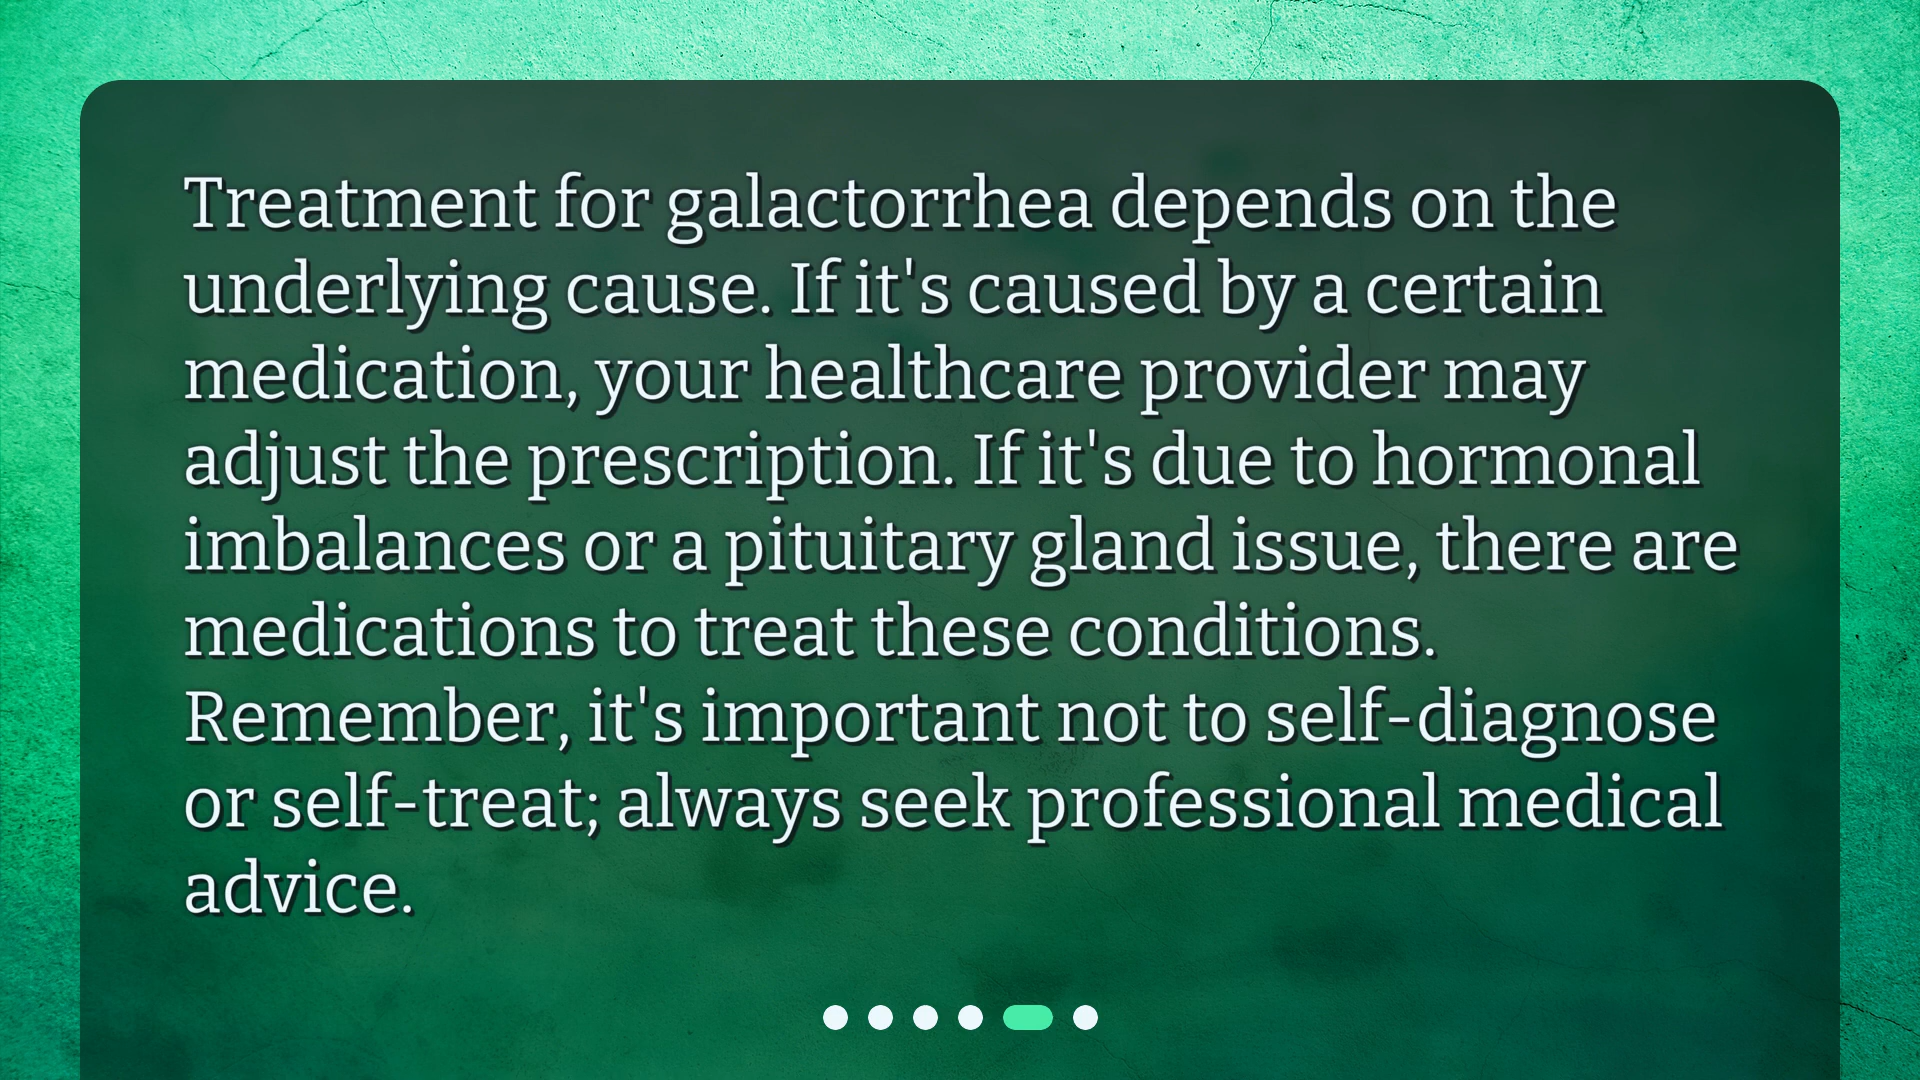 Treatment for galactorrhea depends on the
underlying cause. If it's caused by a certain
medication, your healthcare provider may
adjust the prescription. If it's due to hormonal
imbalances or a pituitary gland issue, there are
medications to treat these conditions.
Remember, it's important not to self-diagnose
or self-treat; always seek professional medical
advice.